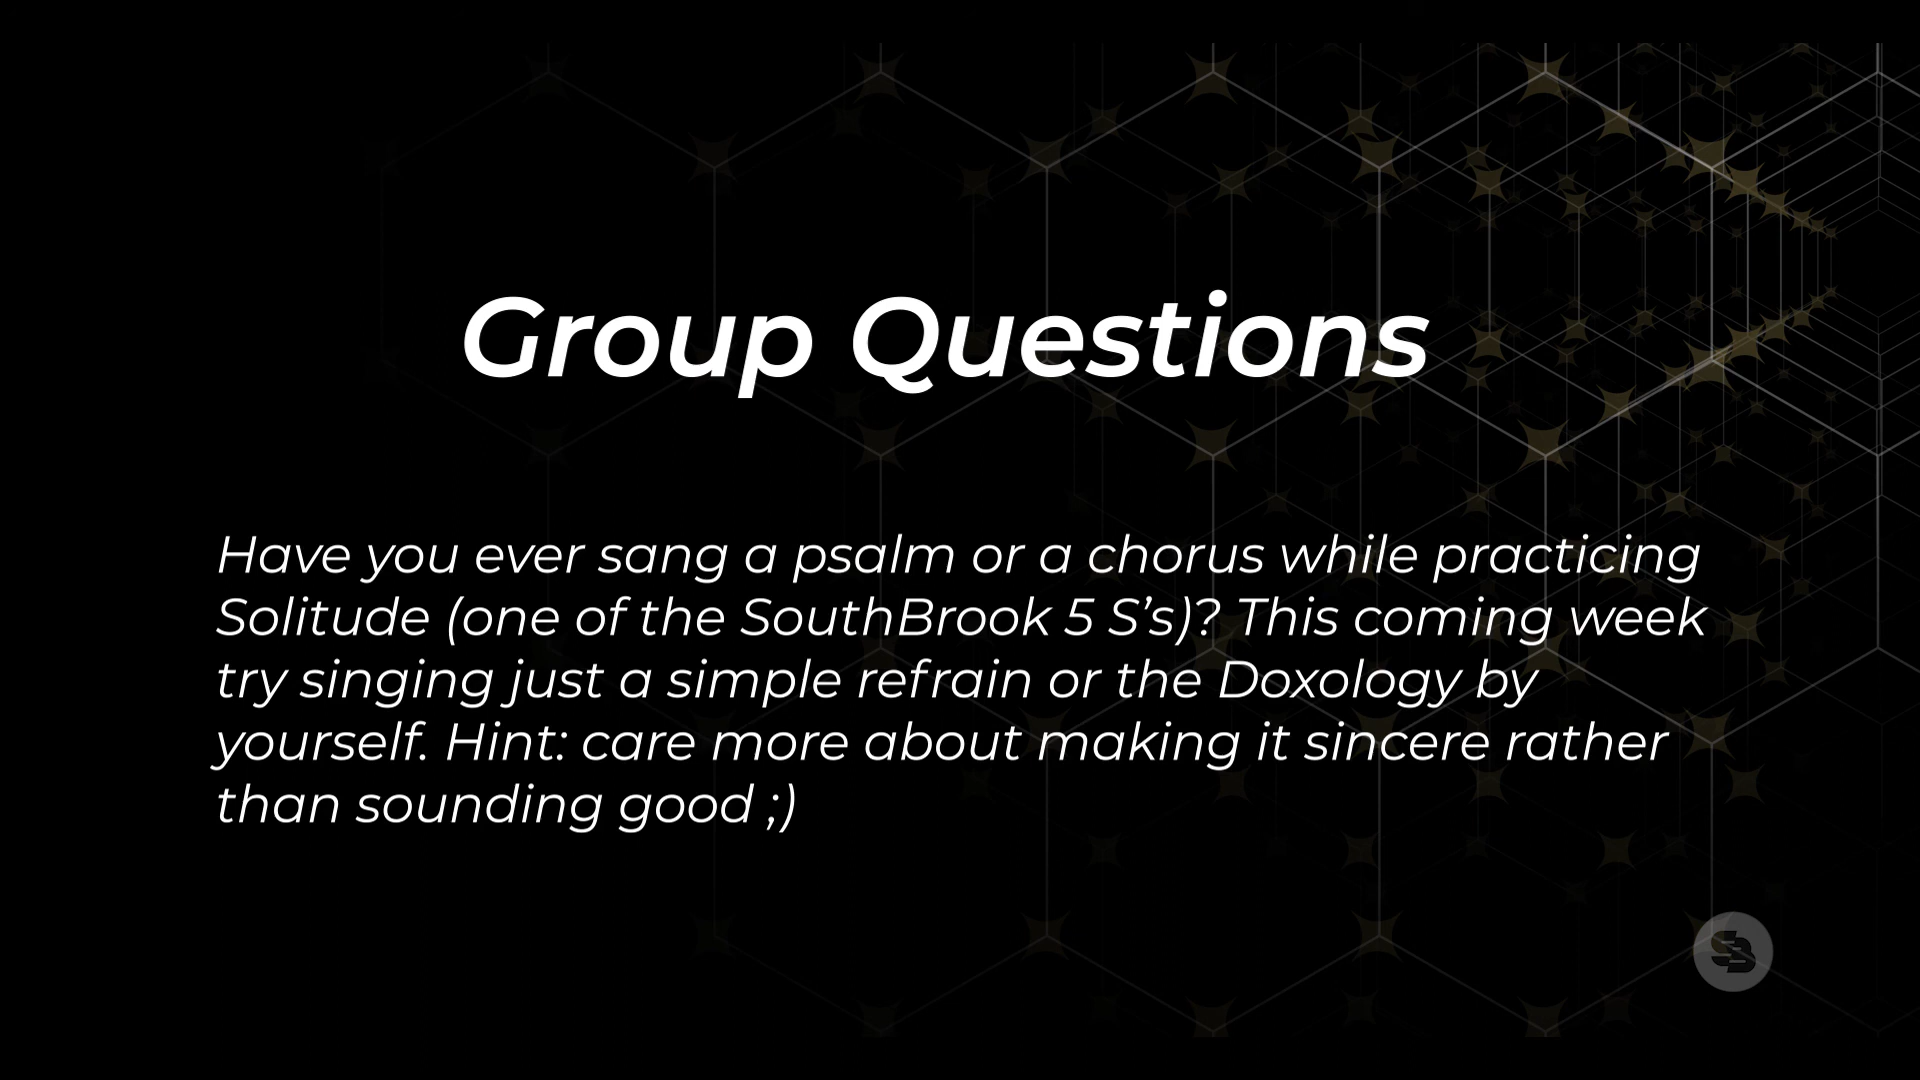 Group Questions
Have you ever sang a psalm or a chorus while practicing
Solitude (one of the SouthBrook 5 S’s)? This coming week
try singing just a simple refrain or the Doxology by
yourself. Hint: care more about making it sincere rather
than sounding good ;)
SB